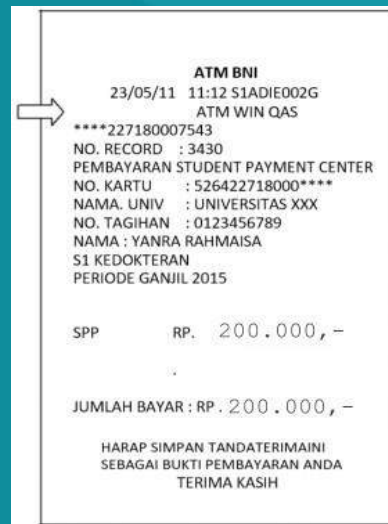 ATM BNI
23/05/11 11:12 S1ADIE002G
ATM WIN QAS
****227180007543
NO. RECORD : 3430
PEMBAYARAN STUDENT PAYMENT CENTER
NO. KARTU : 526422718000****
NAMA. UNIV : UNIVERSITAS XXX
NO. TAGIHAN : 0123456789
NAMA : YANRA RAHMAISA
S1 KEDOKTERAN
PERIODE GANJIL 2015
SPP RP. 200.000,-
.
JUMLAH BAYAR : RP. 200.000,-
HARAP SIMPAN TANDATERIMAINI
SEBAGAI BUKTI PEMBAYARAN ANDA
TERIMA KASIH